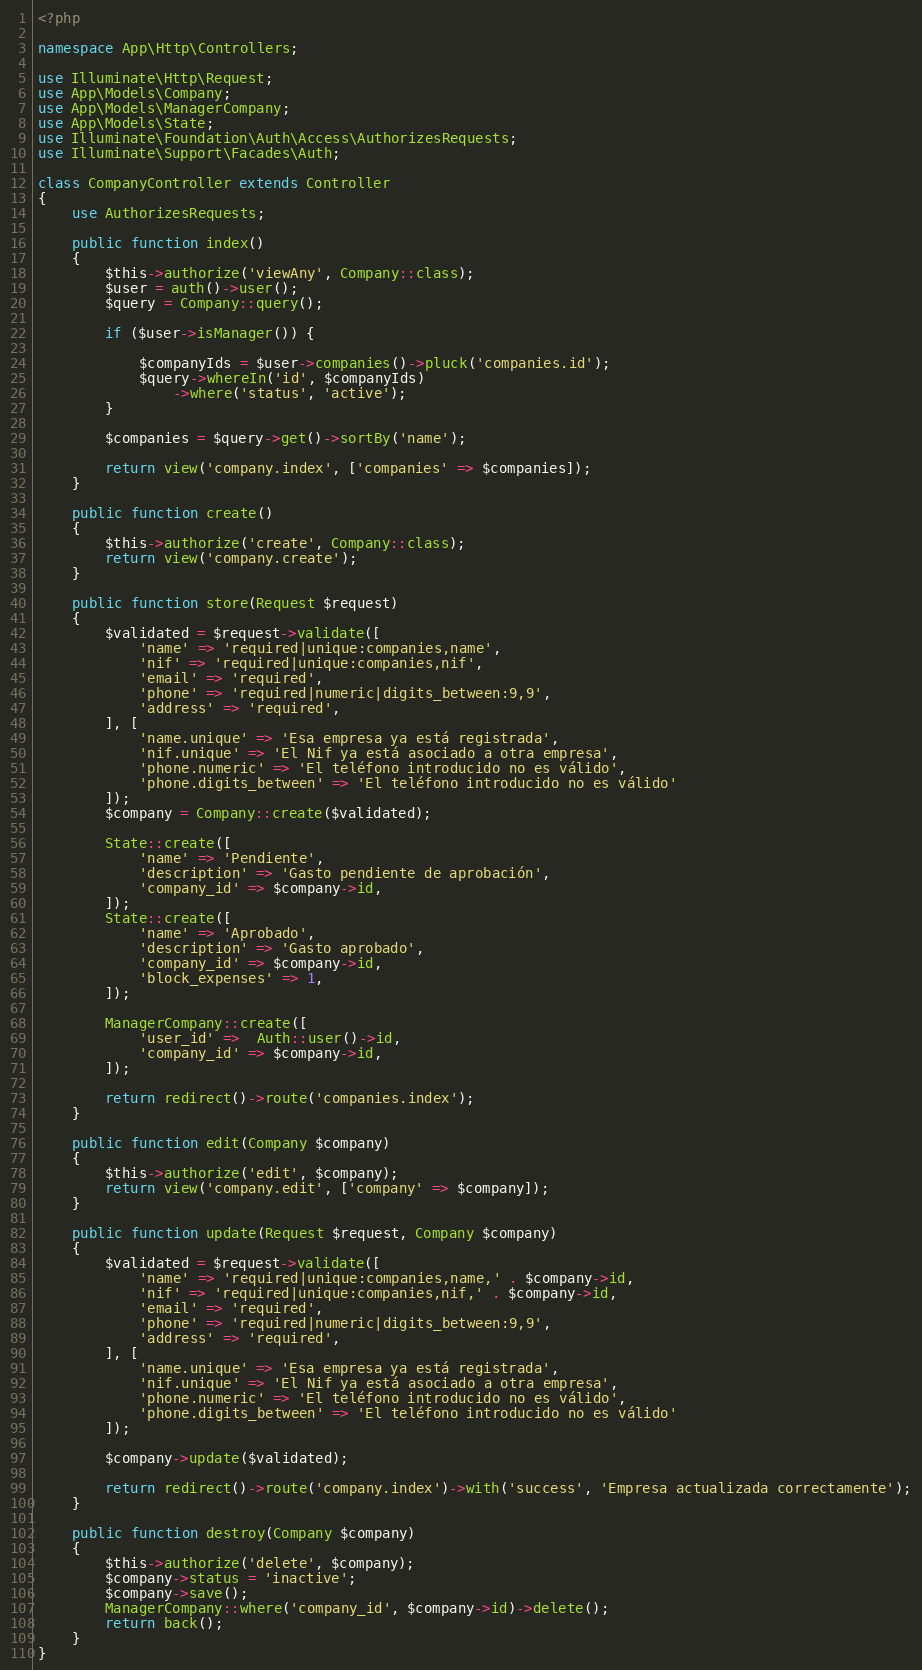 1 <?php
2
3 namespace App\Http\Controllers;
4
5 use Illuminate\Http\Request;
6 use App\Models\Company;
7 use App\Models\ManagerCompany;
8 use App\Models\State;
9 use Illuminate\Foundation\Auth\Access\AuthorizesRequests;
10 use Illuminate\Support\Facades\Auth;
11
12 class CompanyController extends Controller
13 {
14     use AuthorizesRequests;
15
16     public function index()
17     {
18         $this->authorize('viewAny', Company::class);
19         $user = auth()->user();
20         $query = Company::query();
21
22         if ($user->isManager()) {
23
24             $companyIds = $user->companies()->pluck('companies.id');
25             $query->whereIn('id', $companyIds)
26                 ->where('status', 'active');
27         }
28
29         $companies = $query->get()->sortBy('name');
30
31         return view('company.index', ['companies' => $companies]);
32     }
33
34     public function create()
35     {
36         $this->authorize('create', Company::class);
37         return view('company.create');
38     }
39
40     public function store(Request $request)
41     {
42         $validated = $request->validate([
43             'name' => 'required|unique:companies,name',
44             'nif' => 'required|unique:companies,nif',
45             'email' => 'required',
46             'phone' => 'required|numeric|digits_between:9,9',
47             'address' => 'required',
48         ], [
49             'name.unique' => 'Esa empresa ya está registrada',
50             'nif.unique' => 'El Nif ya está asociado a otra empresa',
51             'phone.numeric' => 'El teléfono introducido no es válido',
52             'phone.digits_between' => 'El teléfono introducido no es válido'
53         ]);
54         $company = Company::create($validated);
55
56         State::create([
57             'name' => 'Pendiente',
58             'description' => 'Gasto pendiente de aprobación',
59             'company_id' => $company->id,
60         ]);
61         State::create([
62             'name' => 'Aprobado',
63             'description' => 'Gasto aprobado',
64             'company_id' => $company->id,
65             'block_expenses' => 1,
66         ]);
67
68         ManagerCompany::create([
69             'user_id' =>  Auth::user()->id,
70             'company_id' => $company->id,
71         ]);
72
73         return redirect()->route('companies.index');
74     }
75
76     public function edit(Company $company)
77     {
78         $this->authorize('edit', $company);
79         return view('company.edit', ['company' => $company]);
80     }
81
82     public function update(Request $request, Company $company)
83     {
84         $validated = $request->validate([
85             'name' => 'required|unique:companies,name,' . $company->id,
86             'nif' => 'required|unique:companies,nif,' . $company->id,
87             'email' => 'required',
88             'phone' => 'required|numeric|digits_between:9,9',
89             'address' => 'required',
90         ], [
91             'name.unique' => 'Esa empresa ya está registrada',
92             'nif.unique' => 'El Nif ya está asociado a otra empresa',
93             'phone.numeric' => 'El teléfono introducido no es válido',
94             'phone.digits_between' => 'El teléfono introducido no es válido'
95         ]);
96
97         $company->update($validated);
98
99         return redirect()->route('company.index')->with('success', 'Empresa actualizada correctamente');
100     }
101
102     public function destroy(Company $company)
103     {
104         $this->authorize('delete', $company);
105         $company->status = 'inactive';
106         $company->save();
107         ManagerCompany::where('company_id', $company->id)->delete();
108         return back();
109     }
110 }